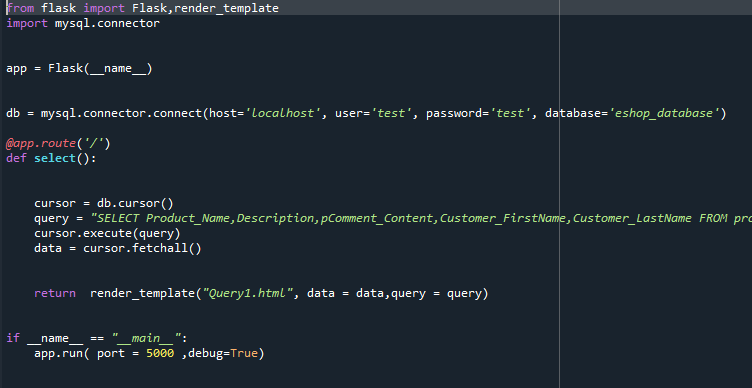 from flask import Flask,render_template
import mysql.connector
app = Flask(__name__)
db = mysql.connector.connect(host='localhost', user='test', password='test', database='eshop_database')
@app.route('/')
def select():
cursor = db.cursor()
query = "SELECT Product_Name,Description,pComment_Content,Customer_FirstName,Customer_LastName FROM
cursor.execute(query)
data = cursor.fetchall()
return render_template("Query1.html", data = data,query = query)
if __name__ == "__main__":
app.run( port = 5000 ,debug=True)